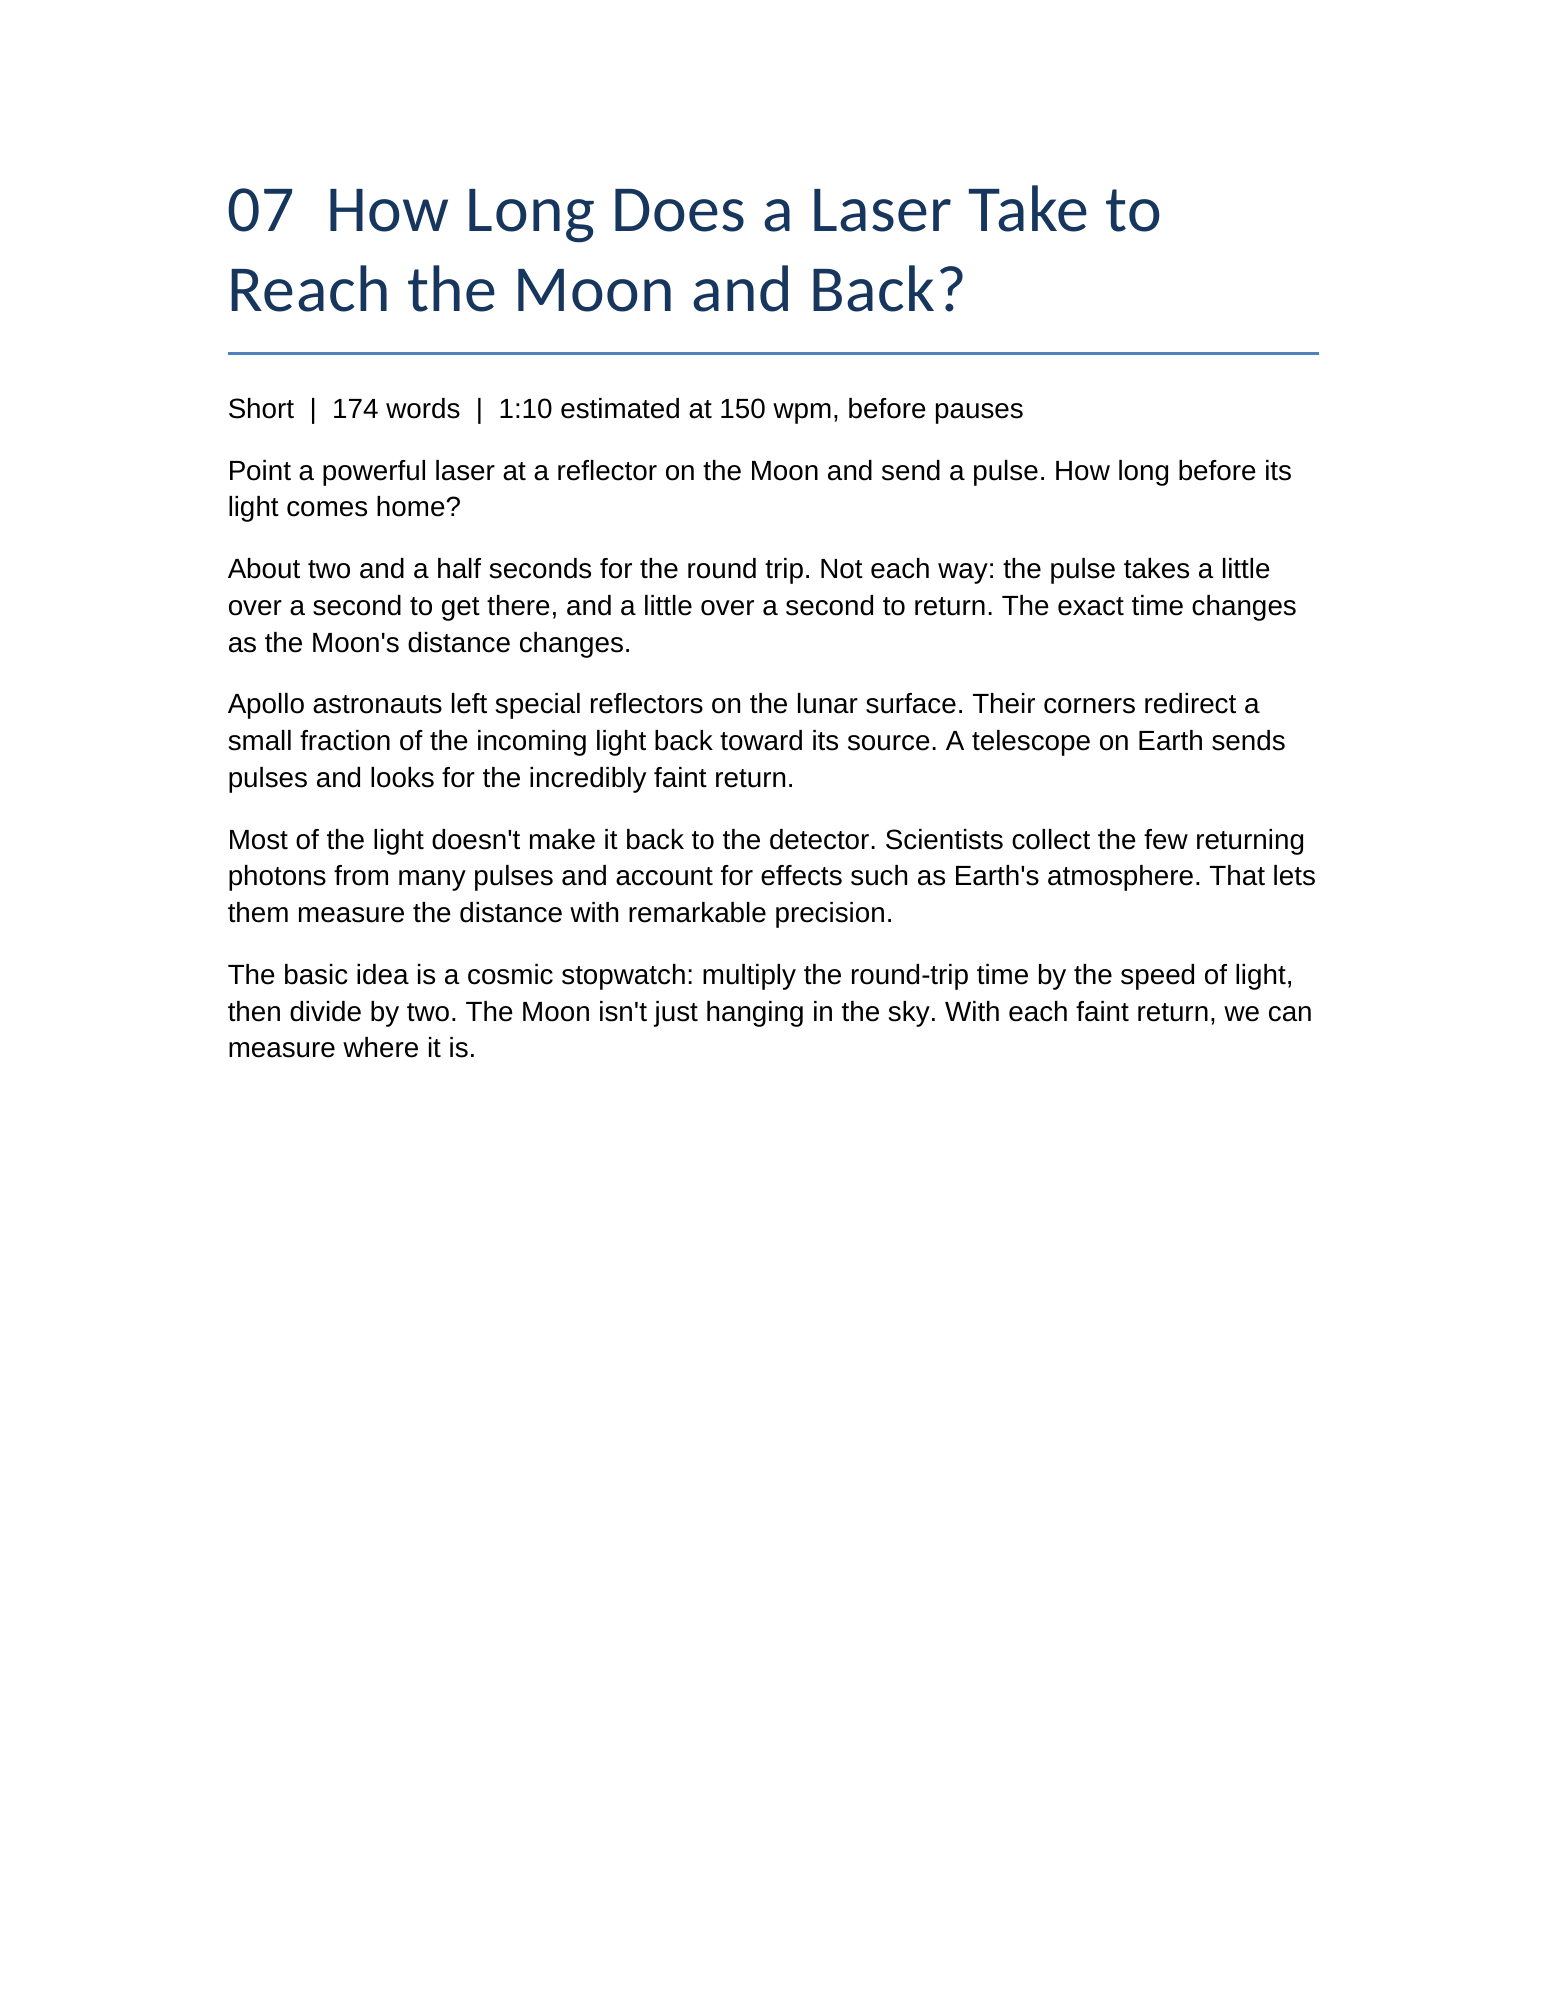 07  How Long Does a Laser Take to
Reach the Moon and Back?
Short  |  174 words  |  1:10 estimated at 150 wpm, before pauses
Point a powerful laser at a reflector on the Moon and send a pulse. How long before its
light comes home?
About two and a half seconds for the round trip. Not each way: the pulse takes a little
over a second to get there, and a little over a second to return. The exact time changes
as the Moon's distance changes.
Apollo astronauts left special reflectors on the lunar surface. Their corners redirect a
small fraction of the incoming light back toward its source. A telescope on Earth sends
pulses and looks for the incredibly faint return.
Most of the light doesn't make it back to the detector. Scientists collect the few returning
photons from many pulses and account for effects such as Earth's atmosphere. That lets
them measure the distance with remarkable precision.
The basic idea is a cosmic stopwatch: multiply the round-trip time by the speed of light,
then divide by two. The Moon isn't just hanging in the sky. With each faint return, we can
measure where it is.